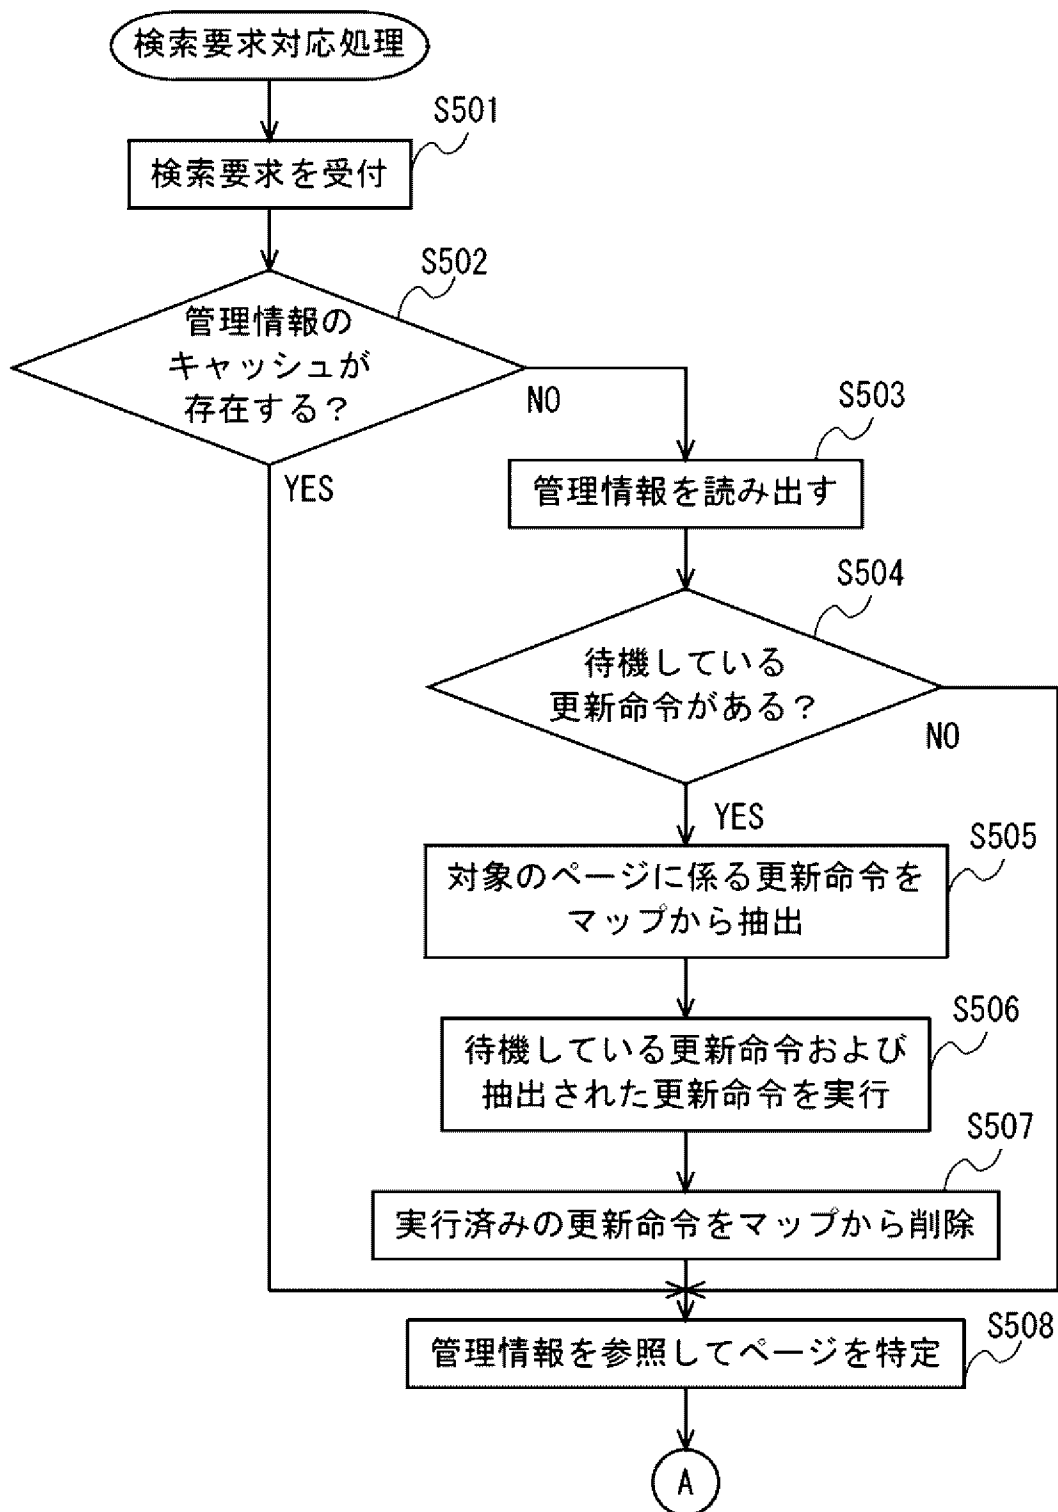 検索要求対応処理
S501
検索要求を受付
S502
管理情報の
キャッシュが
存在する？
NO
YES
S503
管理情報を読み出す
S504
待機している
更新命令がある？
NO
YES
S505
対象のページに係る更新命令を
マップから抽出
S506
待機している更新命令および
抽出された更新命令を実行
S507
実行済みの更新命令をマップから削除
S508
管理情報を参照してページを特定
A